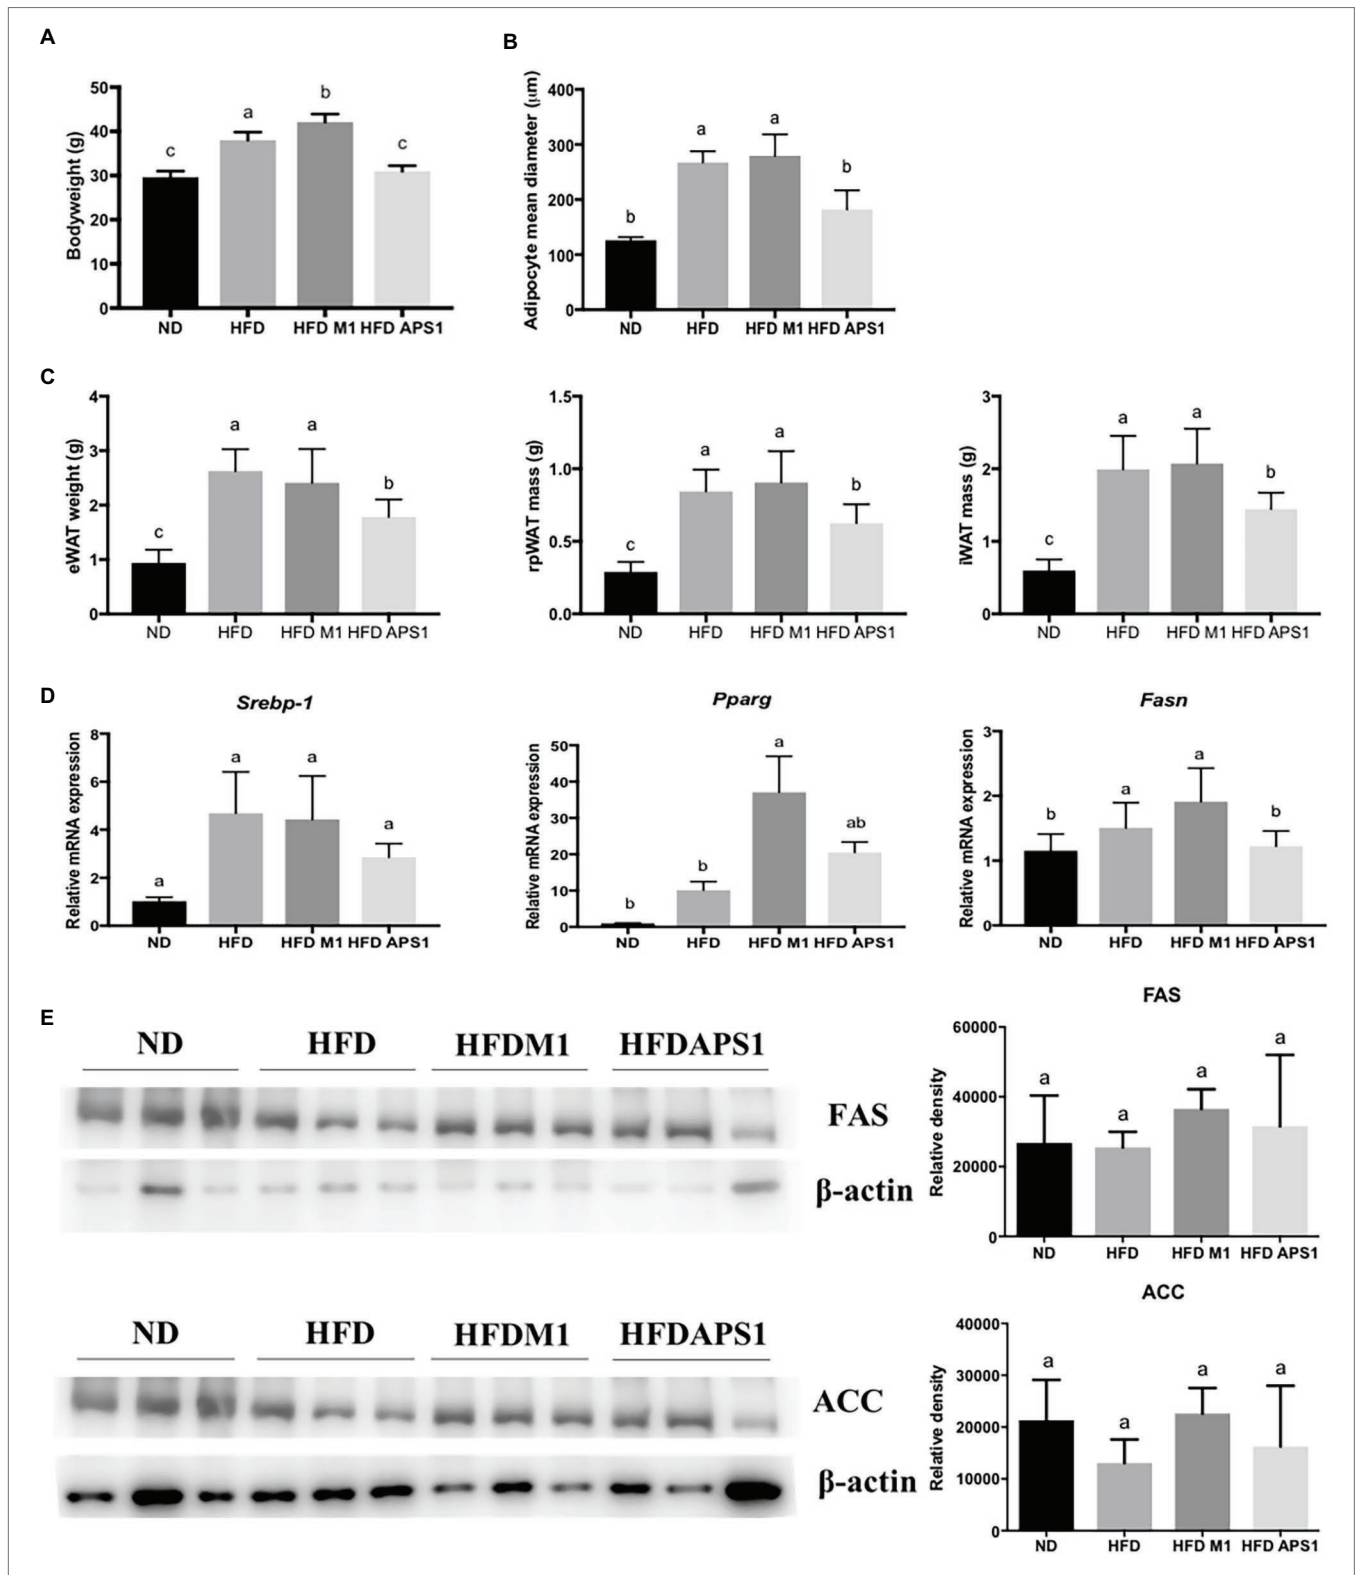 A
B
Bodyweight (g)
50
40
30
20
10
0
c
a
b
c
ND HFD HFD M1 HFD APS1
Adipocyte mean diameter (μm)
400
300
200
100
0
b
a
a
b
ND HFD HFD M1 HFD APS1
C
eWAT weight (g)
4
3
2
1
0
c
a
a
b
ND HFD HFD M1 HFD APS1
rpWAT mass (g)
1.5
1.0
0.5
0.0
c
a
a
b
ND HFD HFD M1 HFD APS1
iWAT mass (g)
3
2
1
0
c
a
a
b
ND HFD HFD M1 HFD APS1
D
Srebp-1
Relative mRNA expression
8
6
4
2
0
a
a
a
a
ND HFD HFD M1 HFD APS1
Pparg
Relative mRNA expression
50
40
30
20
10
0
b
b
a
ab
ND HFD HFD M1 HFD APS1
Fasn
Relative mRNA expression
3
2
1
0
b
a
a
b
ND HFD HFD M1 HFD APS1
E
ND HFD HFDM1 HFDAPS1
FAS
β-actin
FAS
Relative density
60000
40000
20000
0
a
a
a
a
ND HFD HFD M1 HFD APS1
ND HFD HFDM1 HFDAPS1
ACC
β-actin
ACC
Relative density
40000
30000
20000
10000
0
a
a
a
a
ND HFD HFD M1 HFD APS1